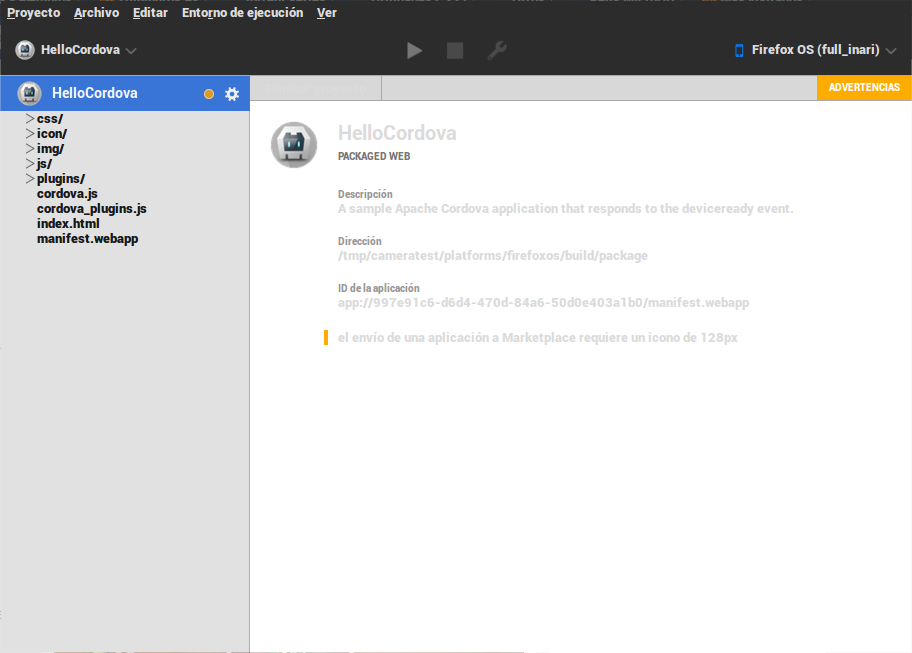 Proyecto Archivo Editar Entorno de ejecución Ver
HelloCordova
Firefox OS (full_inari)
HelloCordova
ADVERTENCIAS
css/
icon/
img/
js/
plugins/
cordova.js
cordova_plugins.js
index.html
manifest.webapp
HelloCordova
PACKAGED WEB
Descripción
A sample Apache Cordova application that responds to the deviceready event.
Dirección
/tmp/cameratest/platforms/firefoxos/build/package
ID de la aplicación
app://997e91c6-d6d4-470d-84a6-50d0e403a1b0/manifest.webapp
el envío de una aplicación a Marketplace requiere un icono de 128px